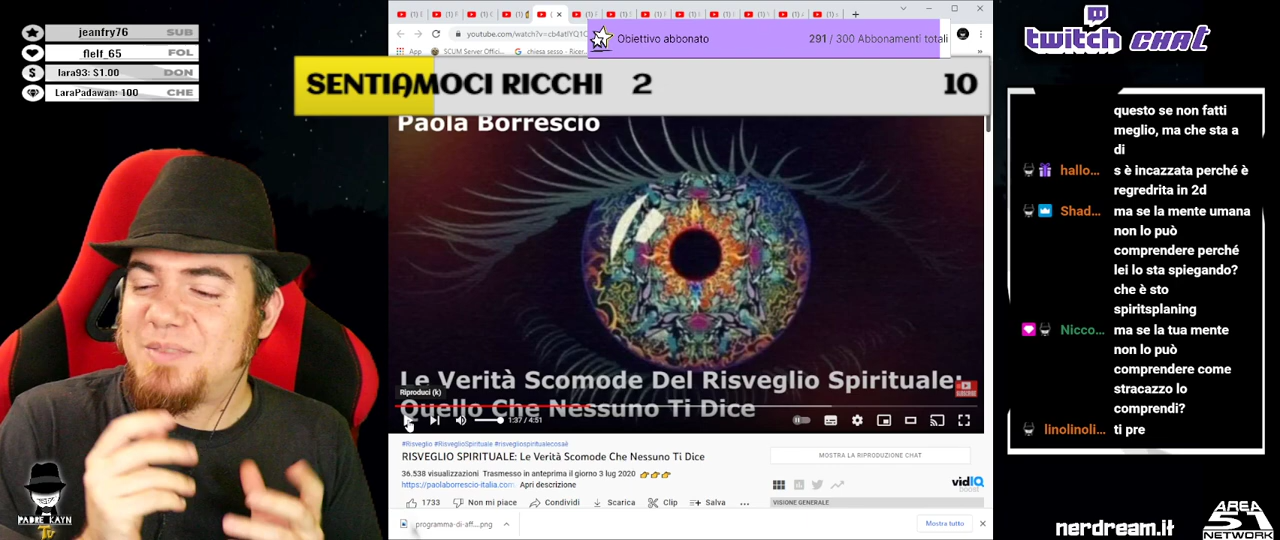 jeanfry76 SUB
flelf_65 FOL
lara93: $1.00 DON
LaraPadawan: 100 CHE
youtube.com/watch?v=cb4atlYQ1C
Obiettivo abbonato 291 / 300 Abbonamenti totali
App SCUM Server Offici... chiesa sesso - Ricer...
SENTIAMOCI RICCHI 2 10
Paola Borrescio
Le Verità Scomode Del Risveglio Spirituale:
Quello Che Nessuno Ti Dice
Riproduci (k)
1:37 / 4:51
#Risveglio #RisveglioSpirituale #risvegliospiritualecosaè
RISVEGLIO SPIRITUALE: Le Verità Scomode Che Nessuno Ti Dice
36.538 visualizzazioni Trasmesso in anteprima il giorno 3 lug 2020
https://paolaborrescio-italia.com Apri descrizione
1733 Non mi piace Condividi Scarica Clip Salva ...
MOSTRA LA RIPRODUZIONE CHAT
vidIQ
boost
VISIONE GENERALE
programma-di-aff....png
Mostra tutto
PADRE KAYN
TV
twitch CHAT
questo se non fatti
meglio, ma che sta a
di
hallo... s è incazzata perché è
regredrita in 2d
Shad... ma se la mente umana
non lo può
comprendere perché
lei lo sta spiegando?
che è sto
spiritsplaning
Nicco... ma se la tua mente
non lo può
comprendere come
stracazzo lo
comprendi?
linolinoli... ti pre
nerdream.it
AREA
51
NETWORK